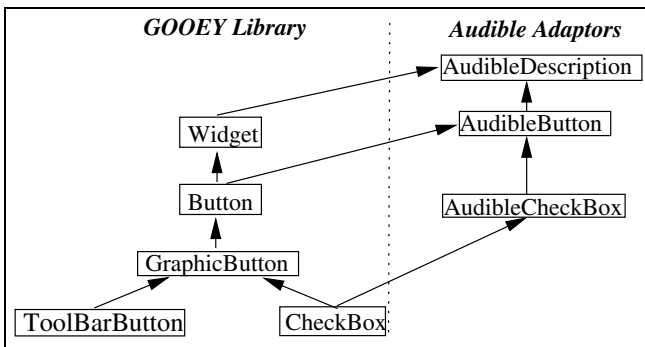 GOOEY Library
Audible Adaptors
AudibleDescription
Widget
AudibleButton
Button
AudibleCheckBox
GraphicButton
ToolBarButton
CheckBox